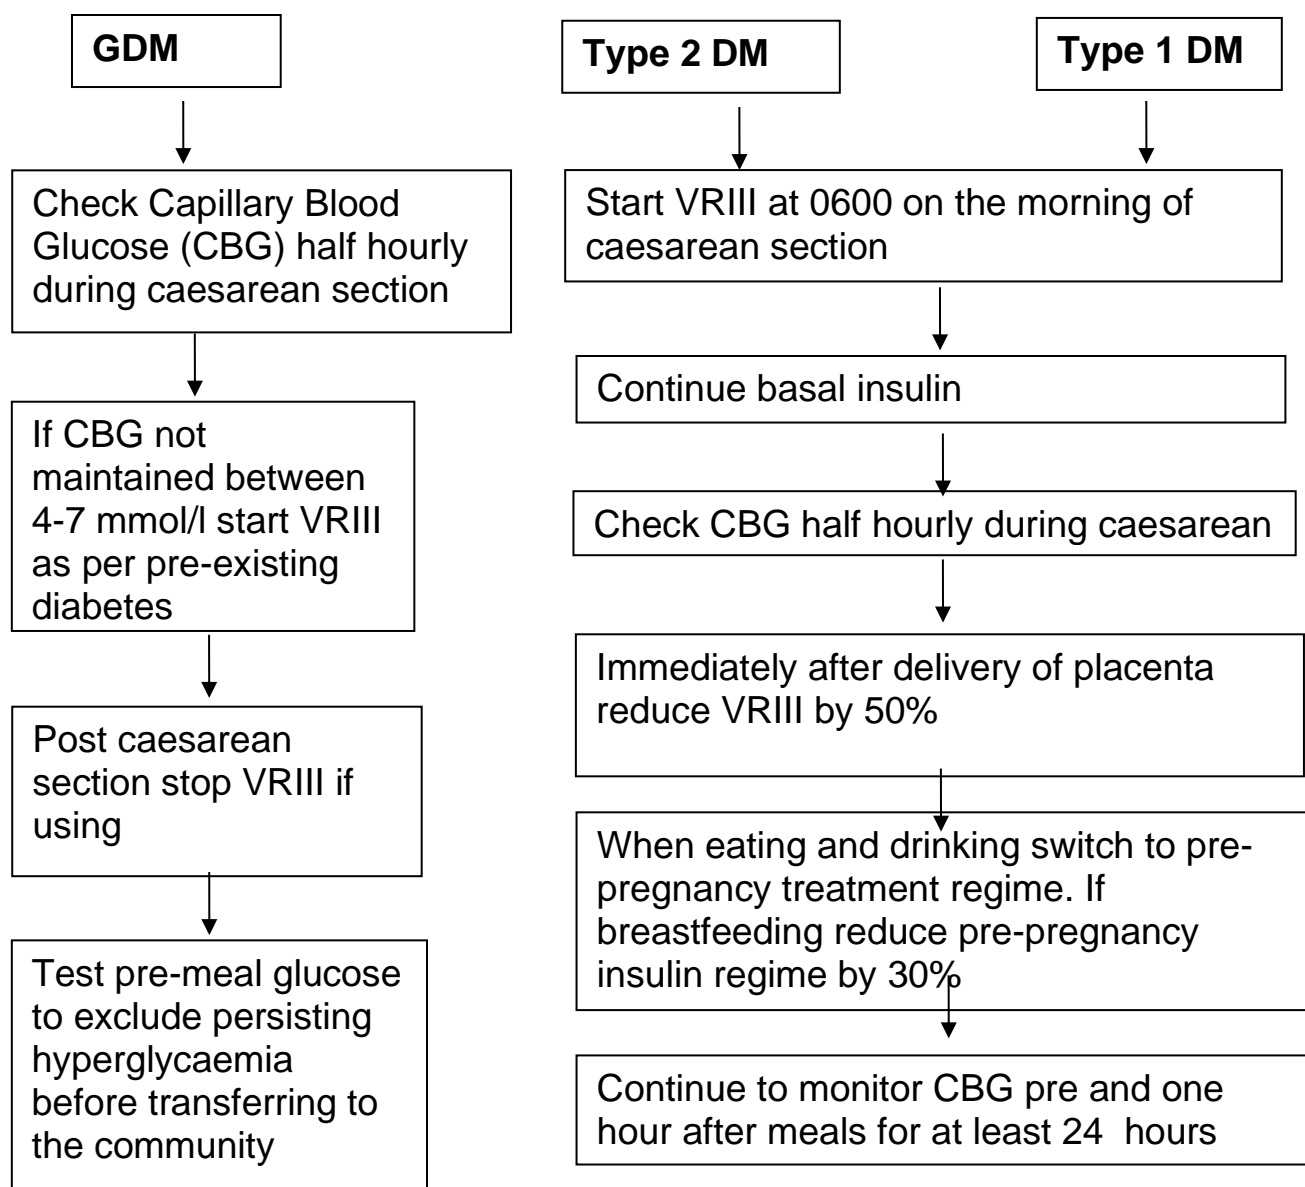 GDM
Check Capillary Blood
Glucose (CBG) half hourly
during caesarean section
If CBG not
maintained between
4-7 mmol/l start VRIII
as per pre-existing
diabetes
Post caesarean
section stop VRIII if
using
Test pre-meal glucose
to exclude persisting
hyperglycaemia
before transferring to
the community
Type 2 DM
Type 1 DM
Start VRIII at 0600 on the morning of
caesarean section
Continue basal insulin
Check CBG half hourly during caesarean
Immediately after delivery of placenta
reduce VRIII by 50%
When eating and drinking switch to pre-
pregnancy treatment regime. If
breastfeeding reduce pre-pregnancy
insulin regime by 30%
Continue to monitor CBG pre and one
hour after meals for at least 24  hours